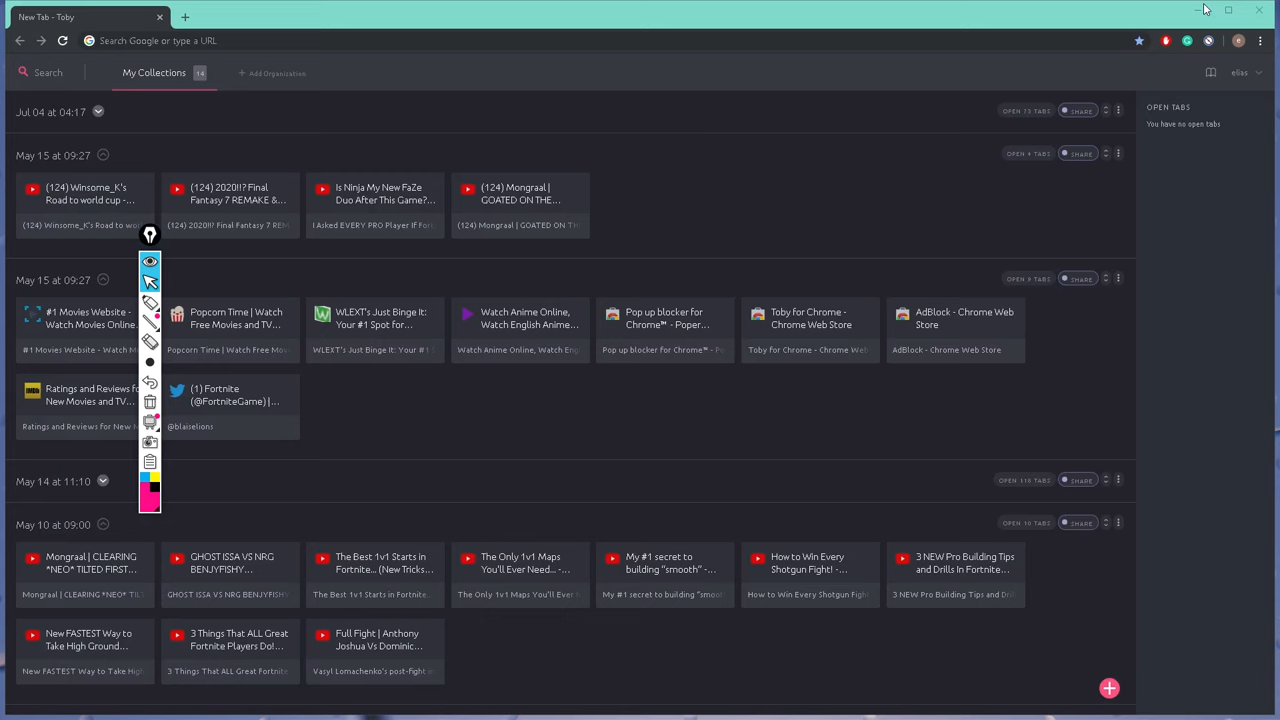 New Tab - Toby
Search Google or type a URL
Search
My Collections 14
Add Organization
elias
Jul 04 at 04:17
OPEN 73 TABS
SHARE
OPEN TABS
You have no open tabs
May 15 at 09:27
OPEN 4 TABS
SHARE
(124) Winsome_K's
Road to world cup -...
(124) Winsome_K's Road to wo
(124) 2020!!? Final
Fantasy 7 REMAKE &...
(124) 2020!!? Final Fantasy 7 REM
Is Ninja My New FaZe
Duo After This Game?...
I Asked EVERY PRO Player If For
(124) Mongraal |
GOATED ON THE...
(124) Mongraal | GOATED ON THE
May 15 at 09:27
OPEN 9 TABS
SHARE
#1 Movies Website -
Watch Movies Online
#1 Movies Website - Watch M
Popcorn Time | Watch
Free Movies and TV...
Popcorn Time | Watch Free Movi
WLEXT's Just Binge It:
Your #1 Spot for...
WLEXT's Just Binge It: Your #1
Watch Anime Online,
Watch English Anime...
Watch Anime Online, Watch Eng
Pop up blocker for
Chrome™ - Poper...
Pop up blocker for Chrome™ - P
Toby for Chrome -
Chrome Web Store
Toby for Chrome - Chrome Web
AdBlock - Chrome Web
Store
AdBlock - Chrome Web Store
IMDb
Ratings and Reviews fo
New Movies and TV...
Ratings and Reviews for New
(1) Fortnite
(@FortniteGame) |...
@blaiselions
May 14 at 11:10
OPEN 118 TABS
SHARE
May 10 at 09:00
OPEN 10 TABS
SHARE
Mongraal | CLEARING
*NEO* TILTED FIRST...
Mongraal | CLEARING *NEO* TILT
GHOST ISSA VS NRG
BENJYFISHY...
GHOST ISSA VS NRG BENJYFISHY
The Best 1v1 Starts in
Fortnite... (New Tricks...
The Best 1v1 Starts in Fortnite...
The Only 1v1 Maps
You'll Ever Need... -...
The Only 1v1 Maps You'll Ever
My #1 secret to
building "smooth" -...
My #1 secret to building "smoot
How to Win Every
Shotgun Fight! -...
How to Win Every Shotgun Fight
3 NEW Pro Building Tips
and Drills In Fortnite...
3 NEW Pro Building Tips and Dril
New FASTEST Way to
Take High Ground...
New FASTEST Way to Take High
3 Things That ALL Great
Fortnite Players Do!...
3 Things That ALL Great Fortnite
Full Fight | Anthony
Joshua Vs Dominic...
Vasyl Lomachenko's post-fight in